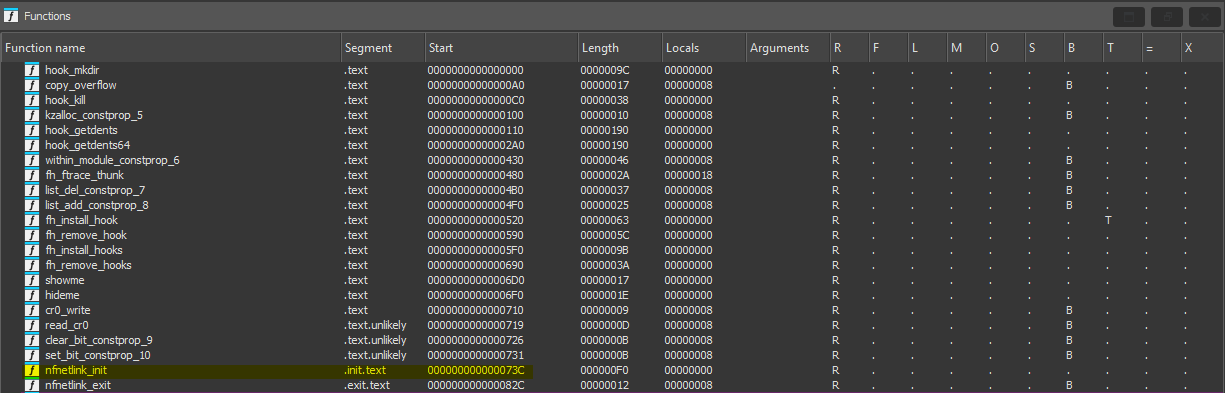 Functions
Function name Segment Start Length Locals Arguments R F L M O S B T = X
f hook_mkdir .text 0000000000000000 0000009C 00000000 R . . . . . . . . .
f copy_overflow .text 00000000000000A0 00000017 00000008 . . . . . . B . . .
f hook_kill .text 00000000000000C0 00000038 00000000 R . . . . . . . . .
f kzalloc_constprop_5 .text 0000000000000100 00000010 00000008 R . . . . . B . . .
f hook_getdents .text 0000000000000110 00000190 00000000 R . . . . . . . . .
f hook_getdents64 .text 00000000000002A0 00000190 00000000 R . . . . . . . . .
f within_module_constprop_6 .text 0000000000000430 00000046 00000008 R . . . . . B . . .
f fh_ftrace_thunk .text 0000000000000480 0000002A 00000018 R . . . . . B . . .
f list_del_constprop_7 .text 00000000000004B0 00000037 00000008 R . . . . . B . . .
f list_add_constprop_8 .text 00000000000004F0 00000025 00000008 R . . . . . B . . .
f fh_install_hook .text 0000000000000520 00000063 00000000 R . . . . . . T . .
f fh_remove_hook .text 0000000000000590 0000005C 00000000 R . . . . . . . . .
f fh_install_hooks .text 00000000000005F0 0000009B 00000000 R . . . . . . . . .
f fh_remove_hooks .text 0000000000000690 0000003A 00000000 R . . . . . . . . .
f showme .text 00000000000006D0 00000017 00000000 R . . . . . . . . .
f hideme .text 00000000000006F0 0000001E 00000000 R . . . . . . . . .
f cr0_write .text 0000000000000710 00000009 00000008 R . . . . . B . . .
f read_cr0 .text.unlikely 0000000000000719 0000000D 00000008 R . . . . . B . . .
f clear_bit_constprop_9 .text.unlikely 0000000000000726 0000000B 00000008 R . . . . . B . . .
f set_bit_constprop_10 .text.unlikely 0000000000000731 0000000B 00000008 R . . . . . B . . .
f nfnetlink_init .init.text 000000000000073C 000000F0 00000000 R . . . . . . . . .
f nfnetlink_exit .exit.text 000000000000082C 00000012 00000008 R . . . . . B . . .